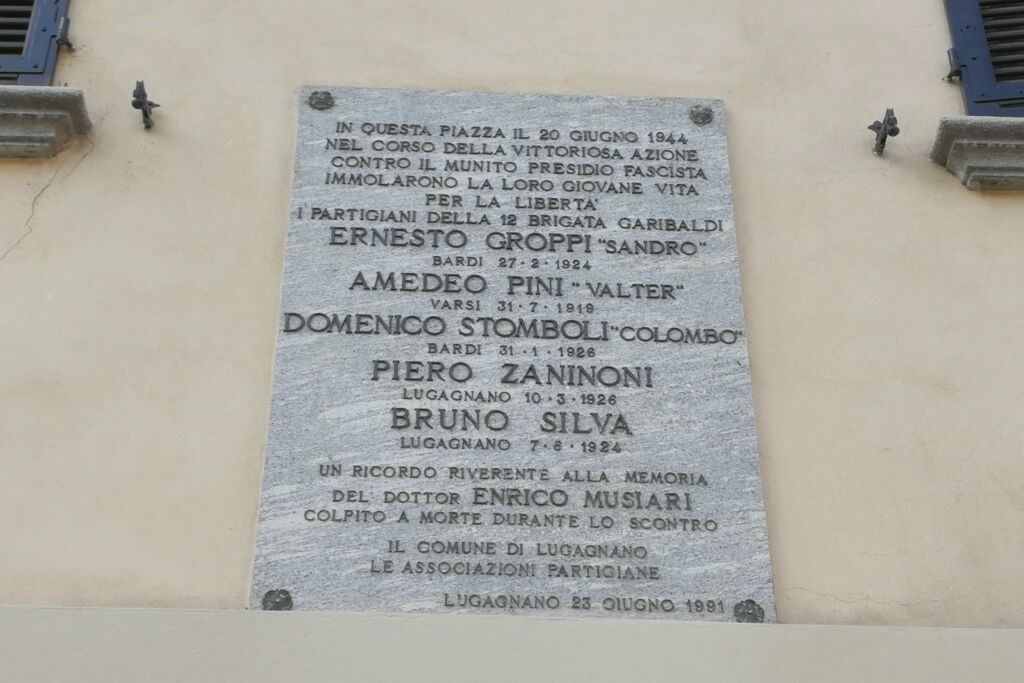 IN QUESTA PIAZZA IL 20 GIUGNO 1944
NEL CORSO DELLA VITTORIOSA AZIONE
CONTRO IL MUNITO PRESIDIO FASCISTA
IMMOLARONO LA LORO GIOVANE VITA
PER LA LIBERTA'
I PARTIGIANI DELLA 12 BRIGATA GARIBALDI
ERNESTO GROPPI "SANDRO"
BARDI 27·2·1924
AMEDEO PINI "VALTER"
VARSI 31·7·1919
DOMENICO STOMBOLI "COLOMBO"
BARDI 31·1·1926
PIERO ZANINONI
LUGAGNANO 10·3·1926
BRUNO SILVA
LUGAGNANO 7·6·1924
UN RICORDO RIVERENTE ALLA MEMORIA
DEL DOTTOR ENRICO MUSIARI
COLPITO A MORTE DURANTE LO SCONTRO
IL COMUNE DI LUGAGNANO
LE ASSOCIAZIONI PARTIGIANE
LUGAGNANO 23 GIUGNO 1991